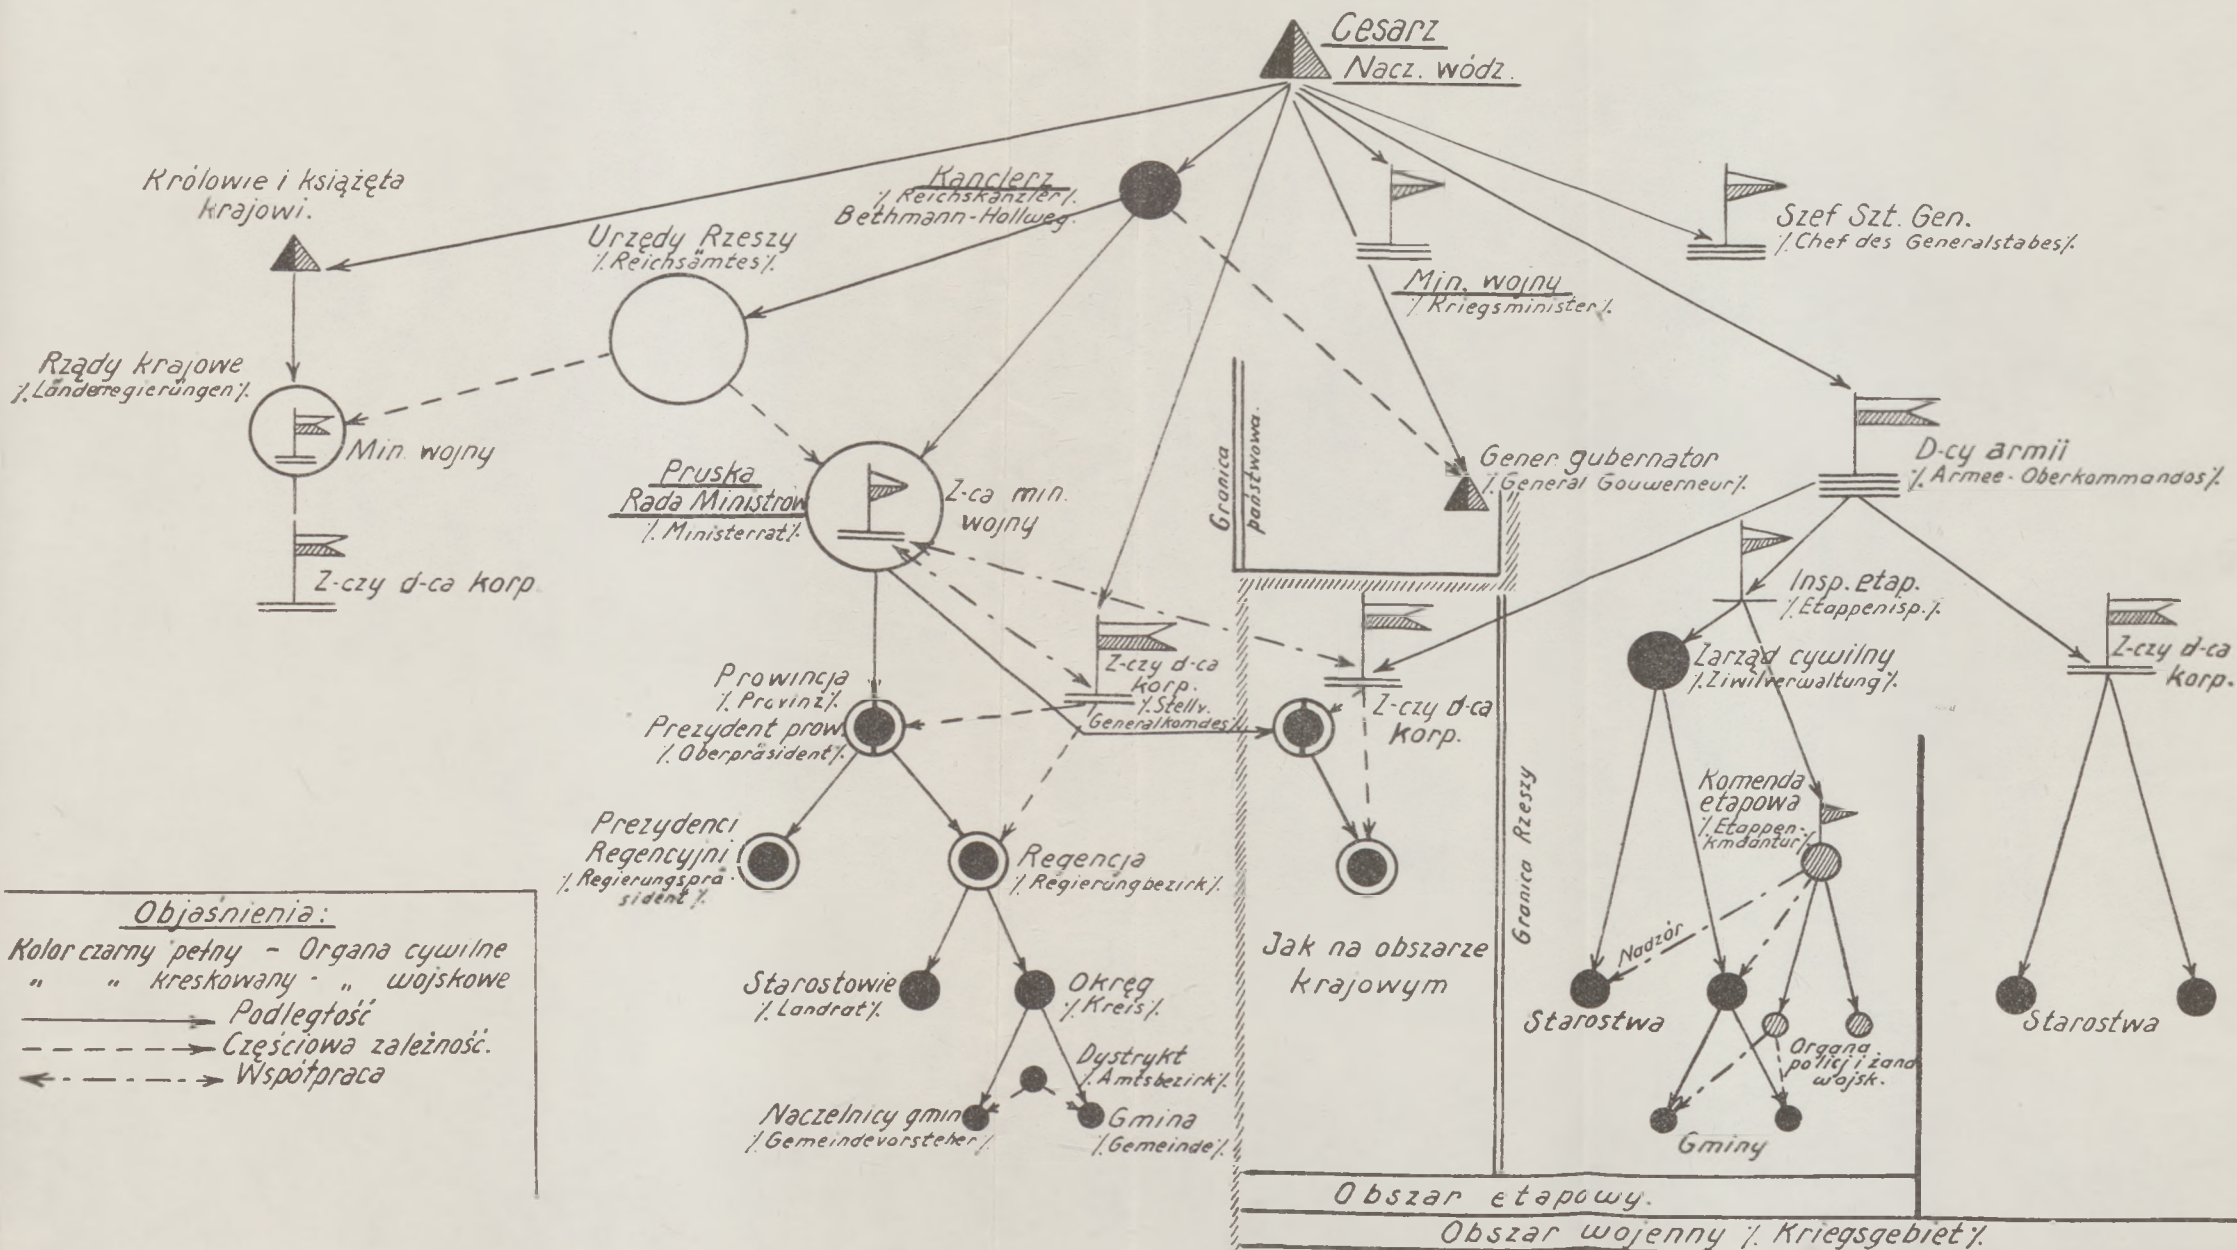 Cesarz
Nacz. wódz.
Królowie i książęta
krajowi.
Kanclerz
⁒ Reichskanzler ⁒.
Bethmann-Hollweg.
Urzędy Rzeszy
⁒ Reichsämtes ⁒.
Szef Szt. Gen.
⁒ Chef des Generalstabes ⁒.
Min. wojny
⁒ Kriegsminister ⁒.
Rządy krajowe
⁒ Länderregierüngen ⁒.
Min. wojny
Z-czy d-ca korp.
Pruska
Rada Ministrów
⁒ Ministerrat ⁒.
Z-ca min.
wojny
Granica
państwowa.
Gener. gubernator
⁒ General Gouwerneur ⁒.
D-cy armii
⁒ Armee-Oberkommandos ⁒.
Insp. etap.
⁒ Etappenisp. ⁒.
Zarząd cywilny
⁒ Ziwilverwaltung ⁒.
Z-czy d-ca
korp.
Prowincja
⁒ Provinz ⁒.
Prezydent prow.
⁒ Oberpräsident ⁒.
Z-czy d-ca
korp.
⁒ Stellv.
Generalkomdes ⁒.
Z-czy d-ca
korp.
Granica Rzeszy
Komenda
etapowa
⁒ Etappen-
kmdantur ⁒.
Prezydenci
Regencyjni
⁒ Regierungsprä-
sident ⁒.
Regencja
⁒ Regierungbezirk ⁒.
Jak na obszarze
krajowym
Nadzór
Starostowie
⁒ Landrat ⁒.
Okręg
⁒ Kreis ⁒.
Starostwa
Starostwa
Organa
policji i żand
wojsk.
Dystrykt
⁒ Amtsbezirk ⁒.
Naczelnicy gmin
⁒ Gemeindevorsteher ⁒.
Gmina
⁒ Gemeinde ⁒.
Gminy
Objaśnienia:
Kolor czarny pełny - Organa cywilne
" " kreskowany - " wojskowe
Podległość
Częściowa zależność.
Współpraca
Obszar etapowy.
Obszar wojenny ⁒ Kriegsgebiet ⁒.